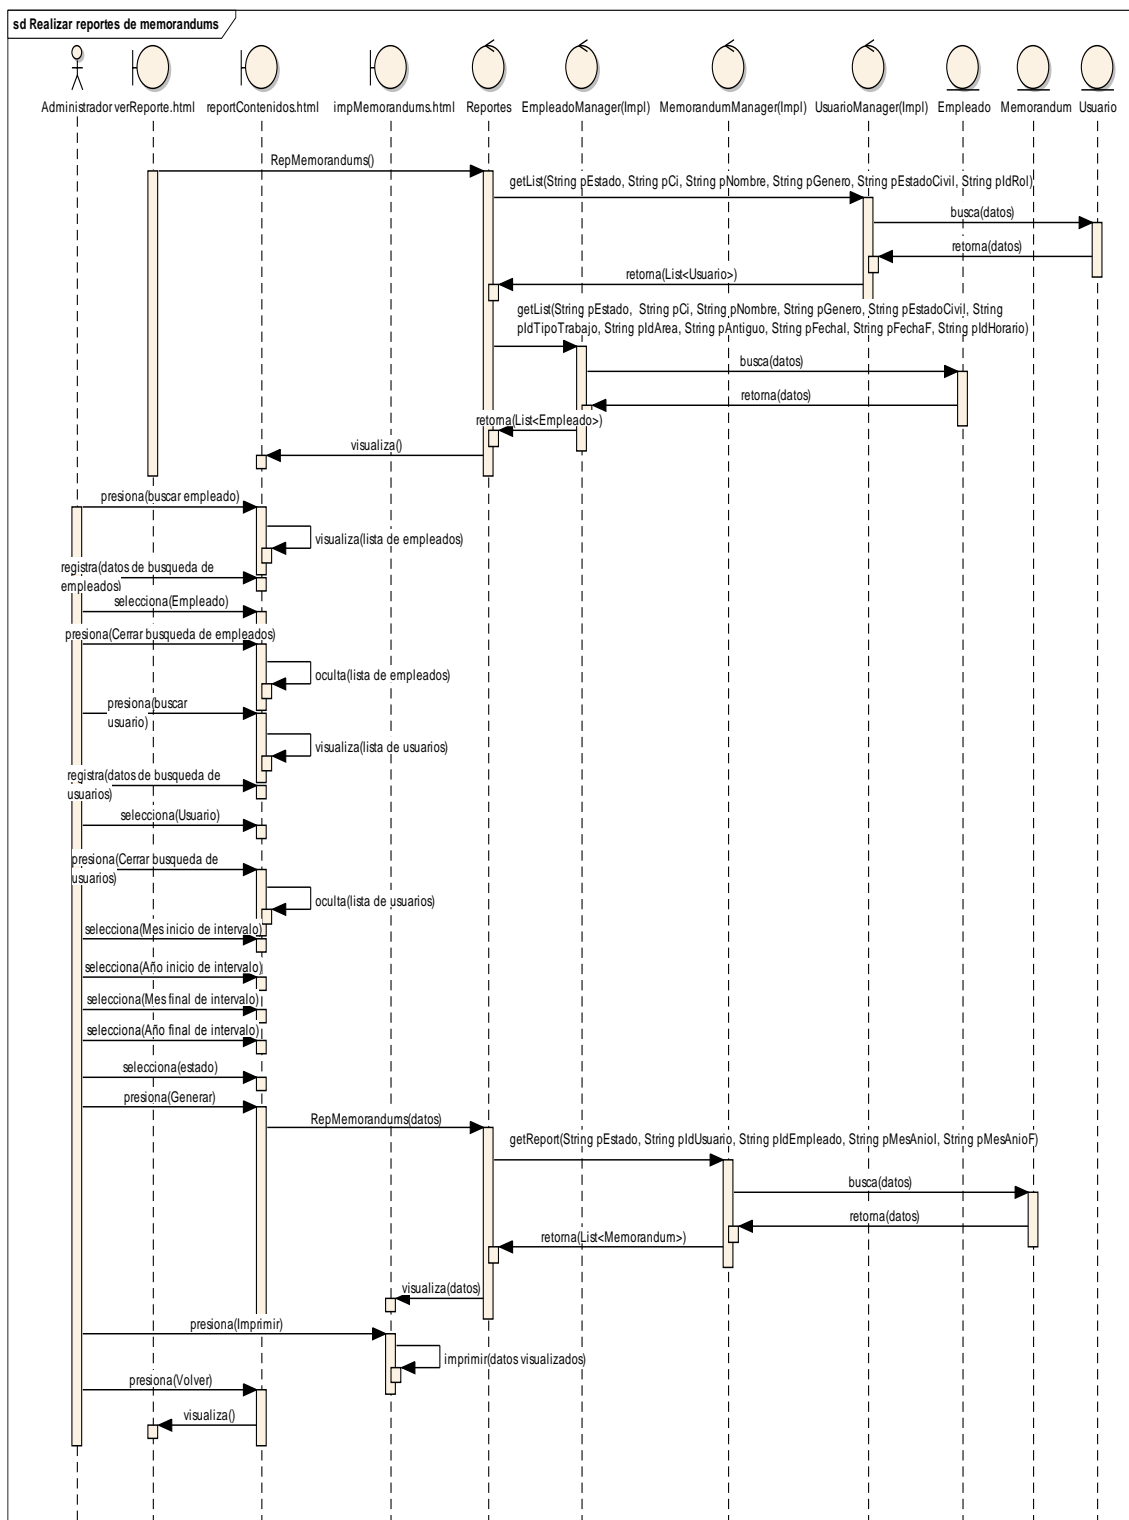 sd Realizar reportes de memorandums
Administrador verReporte.html reportContenidos.html impMemorandums.html Reportes EmpleadoManager(Impl) MemorandumManager(Impl) UsuarioManager(Impl) Empleado Memorandum Usuario
RepMemorandums()
getList(String pEstado, String pCi, String pNombre, String pGenero, String pEstadoCivil, String pIdRol)
busca(datos)
retorna(datos)
retorna(List<Usuario>)
getList(String pEstado, String pCi, String pNombre, String pGenero, String pEstadoCivil, String
pIdTipoTrabajo, String pIdArea, String pAntiguo, String pFechaI, String pFechaF, String pIdHorario)
busca(datos)
retorna(datos)
retorna(List<Empleado>)
visualiza()
presiona(buscar empleado)
visualiza(lista de empleados)
registra(datos de busqueda de
empleados)
selecciona(Empleado)
presiona(Cerrar busqueda de empleados)
oculta(lista de empleados)
presiona(buscar
usuario)
visualiza(lista de usuarios)
registra(datos de busqueda de
usuarios)
selecciona(Usuario)
presiona(Cerrar busqueda de
usuarios)
oculta(lista de usuarios)
selecciona(Mes inicio de intervalo)
selecciona(Año inicio de intervalo)
selecciona(Mes final de intervalo)
selecciona(Año final de intervalo)
selecciona(estado)
presiona(Generar)
RepMemorandums(datos)
getReport(String pEstado, String pIdUsuario, String pIdEmpleado, String pMesAnioI, String pMesAnioF)
busca(datos)
retorna(datos)
retorna(List<Memorandum>)
visualiza(datos)
presiona(Imprimir)
imprimir(datos visualizados)
presiona(Volver)
visualiza()